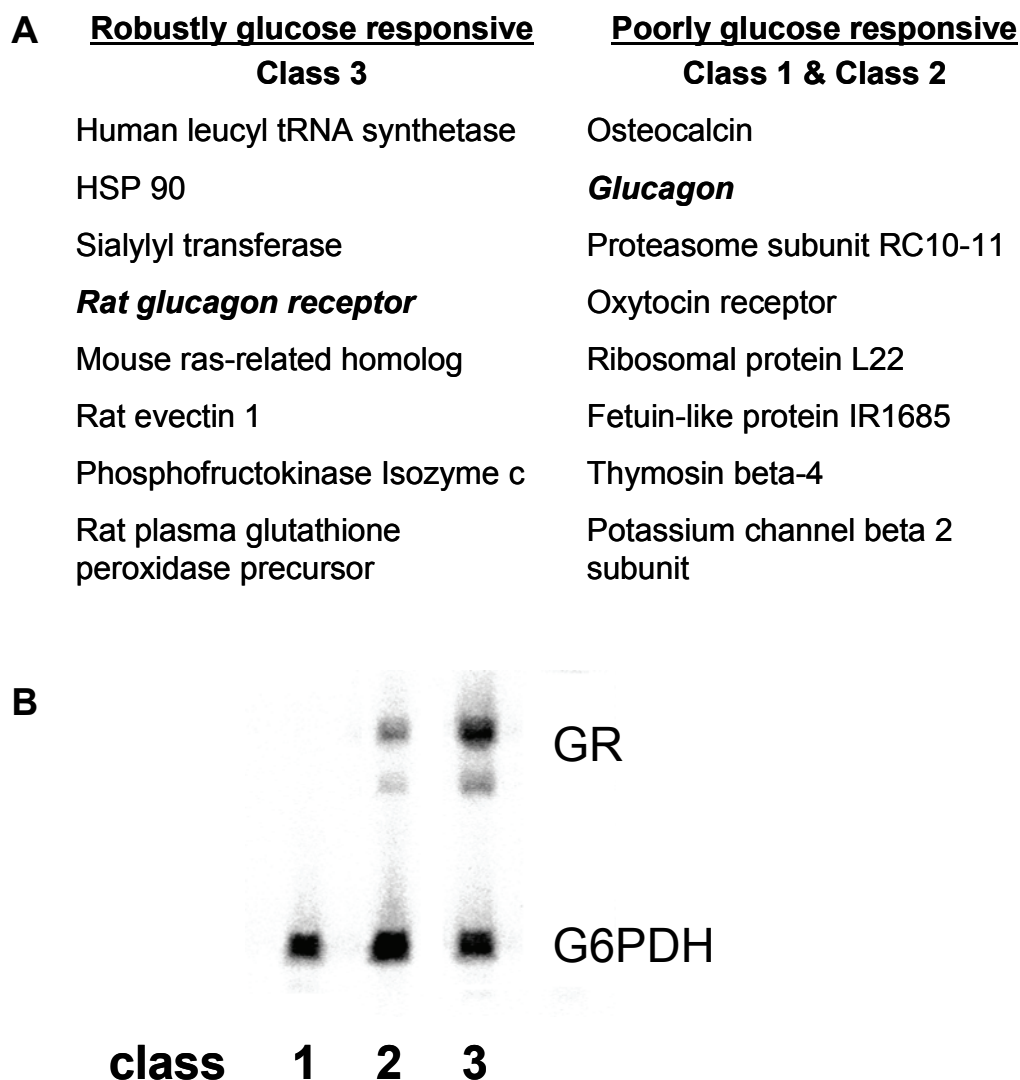 A
Robustly glucose responsive
Class 3
Human leucyl tRNA synthetase
HSP 90
Sialylyl transferase
Rat glucagon receptor
Mouse ras-related homolog
Rat evectin 1
Phosphofructokinase Isozyme c
Rat plasma glutathione
peroxidase precursor
Poorly glucose responsive
Class 1 & Class 2
Osteocalcin
Glucagon
Proteasome subunit RC10-11
Oxytocin receptor
Ribosomal protein L22
Fetuin-like protein IR1685
Thymosin beta-4
Potassium channel beta 2
subunit
B
GR
G6PDH
class 1 2 3